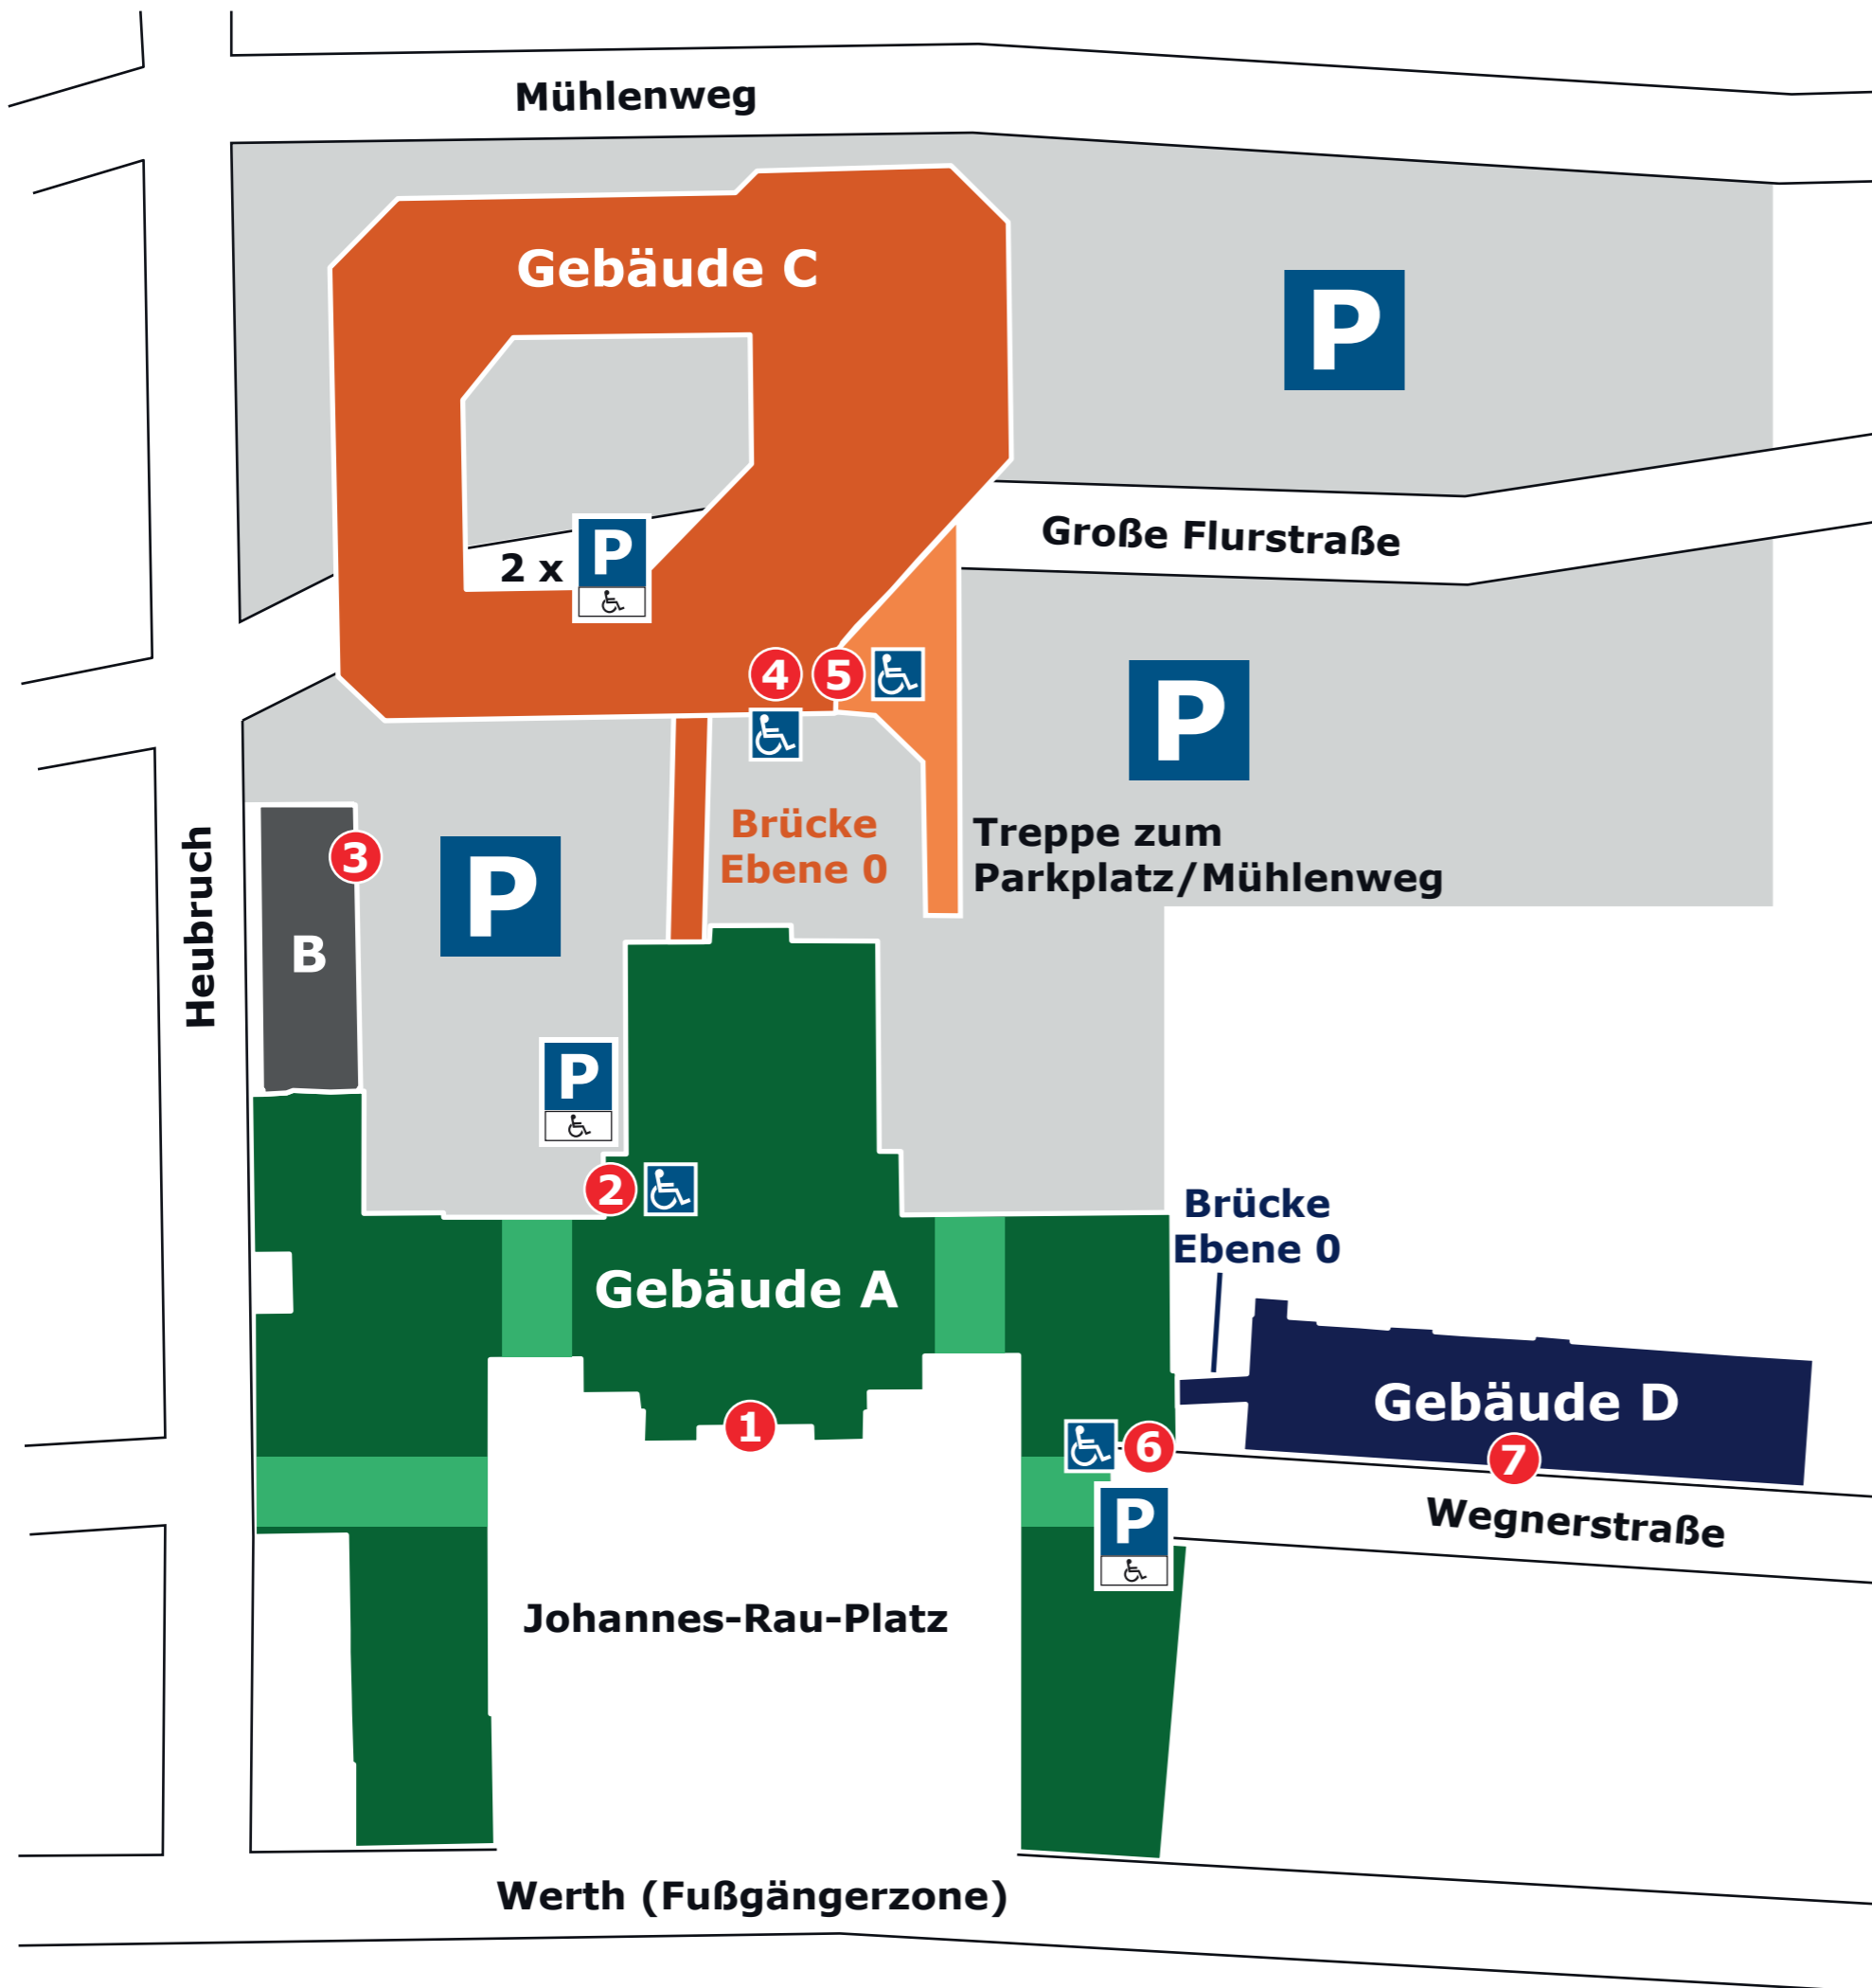 Mühlenweg
Gebäude C
P
Große Flurstraße
2 x P
4
5
P
Brücke
Ebene 0
Treppe zum
Parkplatz/Mühlenweg
3
P
Heubruch
B
P
2
Brücke
Ebene 0
Gebäude A
Gebäude D
1
6
7
P
Wegnerstraße
Johannes-Rau-Platz
Werth (Fußgängerzone)